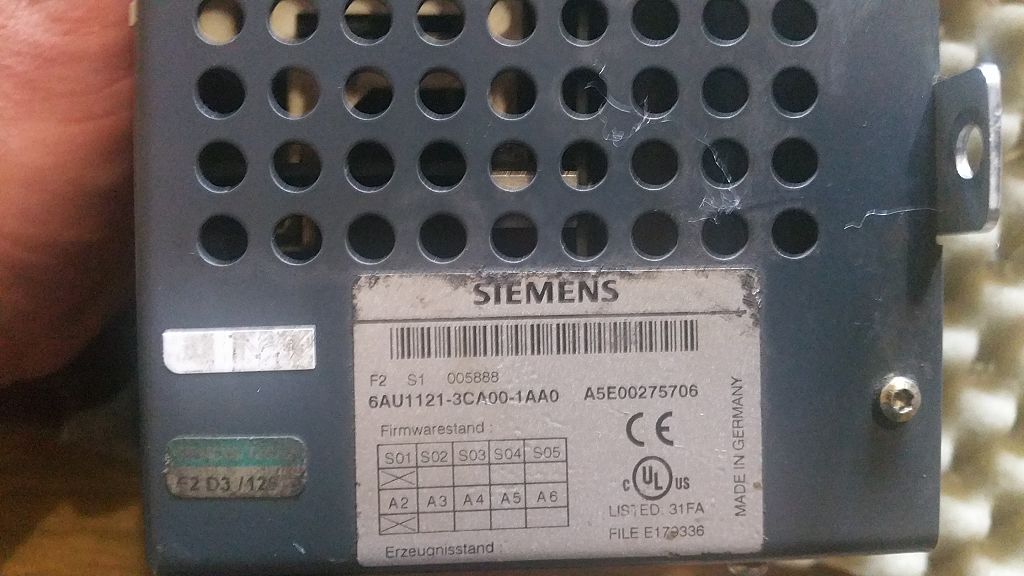 SIEMENS
F2 S1 005888
6AU1121-3CA00-1AA0 A5E00275706
Firmwarestand :
S01 S02 S03 S04 S05
A2 A3 A4 A5 A6
Erzeugnisstand :
CE
c UL US
LISTED 31FA
FILE E179336
MADE IN GERMANY
F2 D3